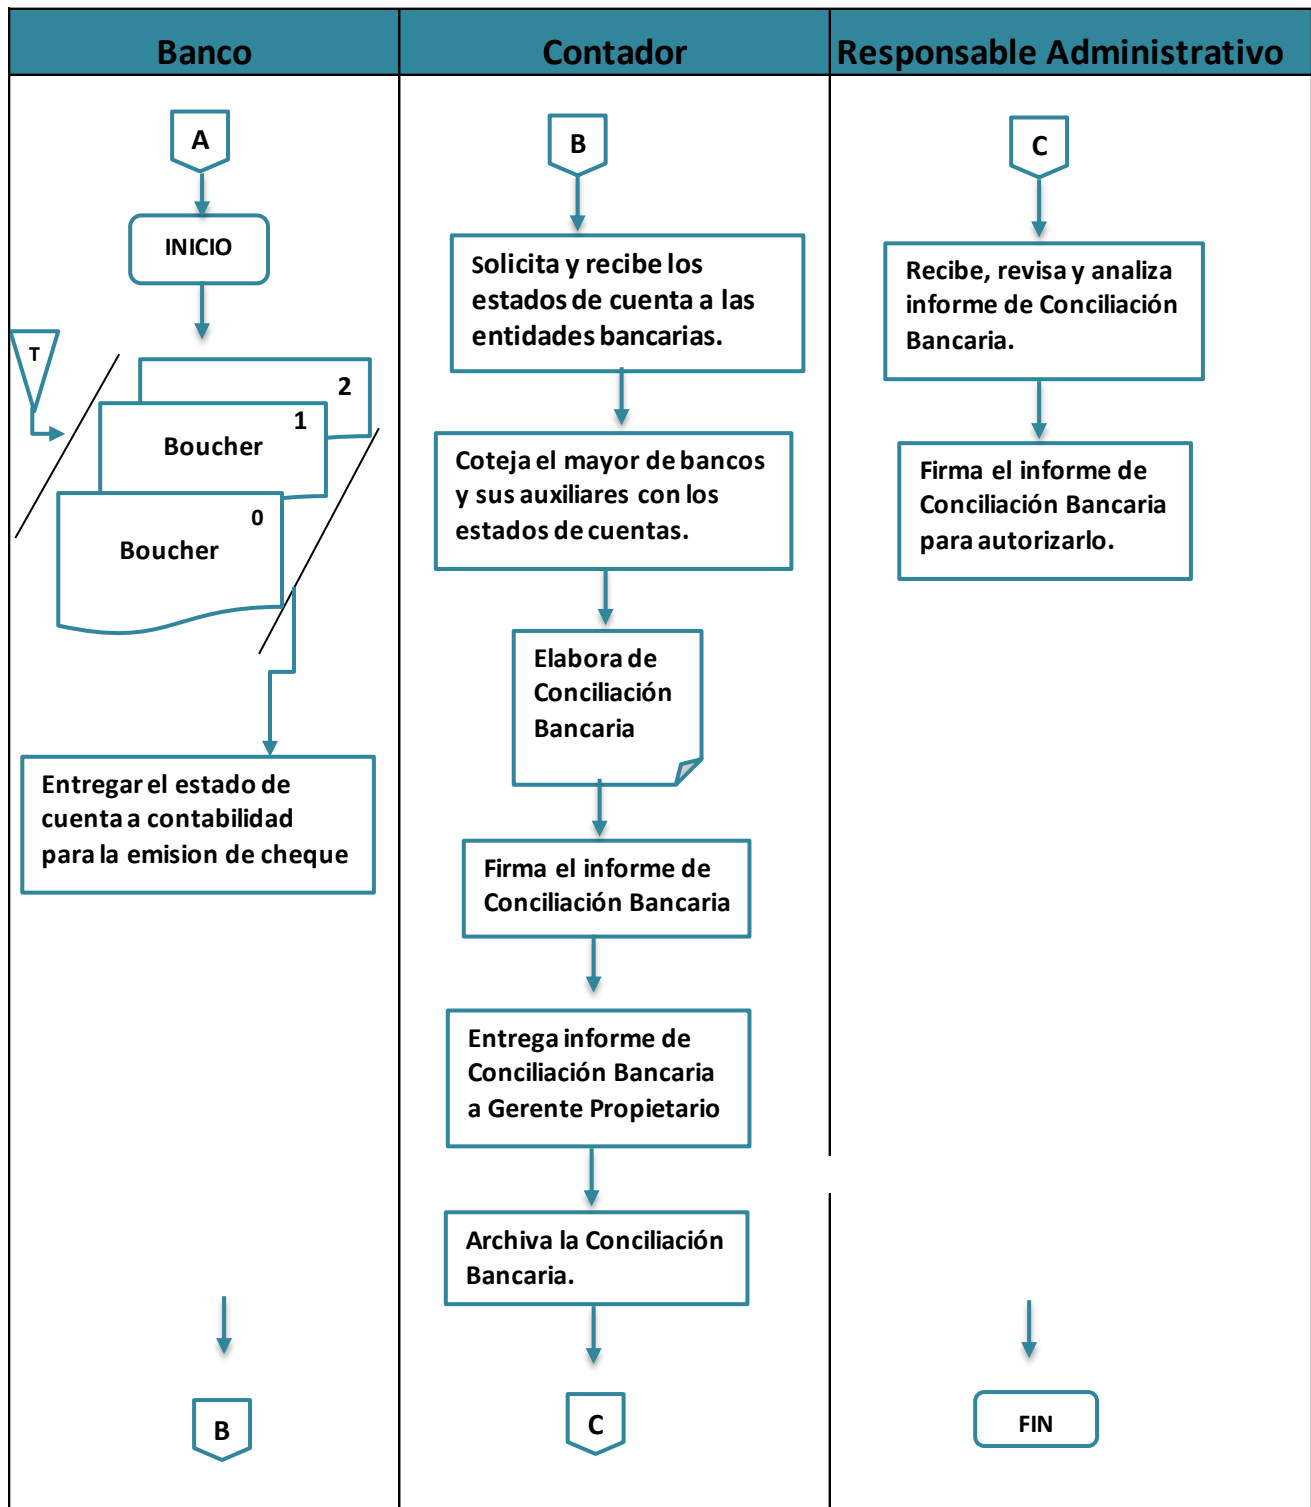 Banco
Contador
Responsable Administrativo
A
INICIO
T
2
1
Boucher
0
Boucher
Entregar el estado de
cuenta a contabilidad
para la emision de cheque
B
B
Solicita y recibe los
estados de cuenta a las
entidades bancarias.
Coteja el mayor de bancos
y sus auxiliares con los
estados de cuentas.
Elabora de
Conciliación
Bancaria
Firma el informe de
Conciliación Bancaria
Entrega informe de
Conciliación Bancaria
a Gerente Propietario
Archiva la Conciliación
Bancaria.
C
C
Recibe, revisa y analiza
informe de Conciliación
Bancaria.
Firma el informe de
Conciliación Bancaria
para autorizarlo.
FIN